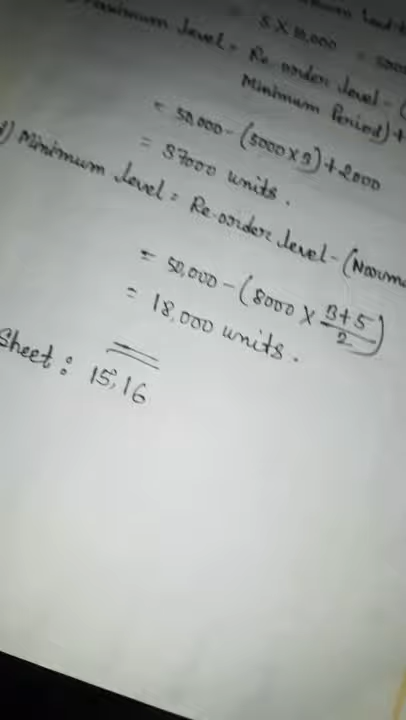 = 5 X 10,000 =
Maximum level = Re-order level - (
Minimum Period) +
= 50,000 - (5000 x 3) + 2000
= 37000 units.
d) Minimum level = Re-order level - (Norma
= 50,000 - (8000 X 3+5/2)
= 18,000 units.
Sheet: 15,16